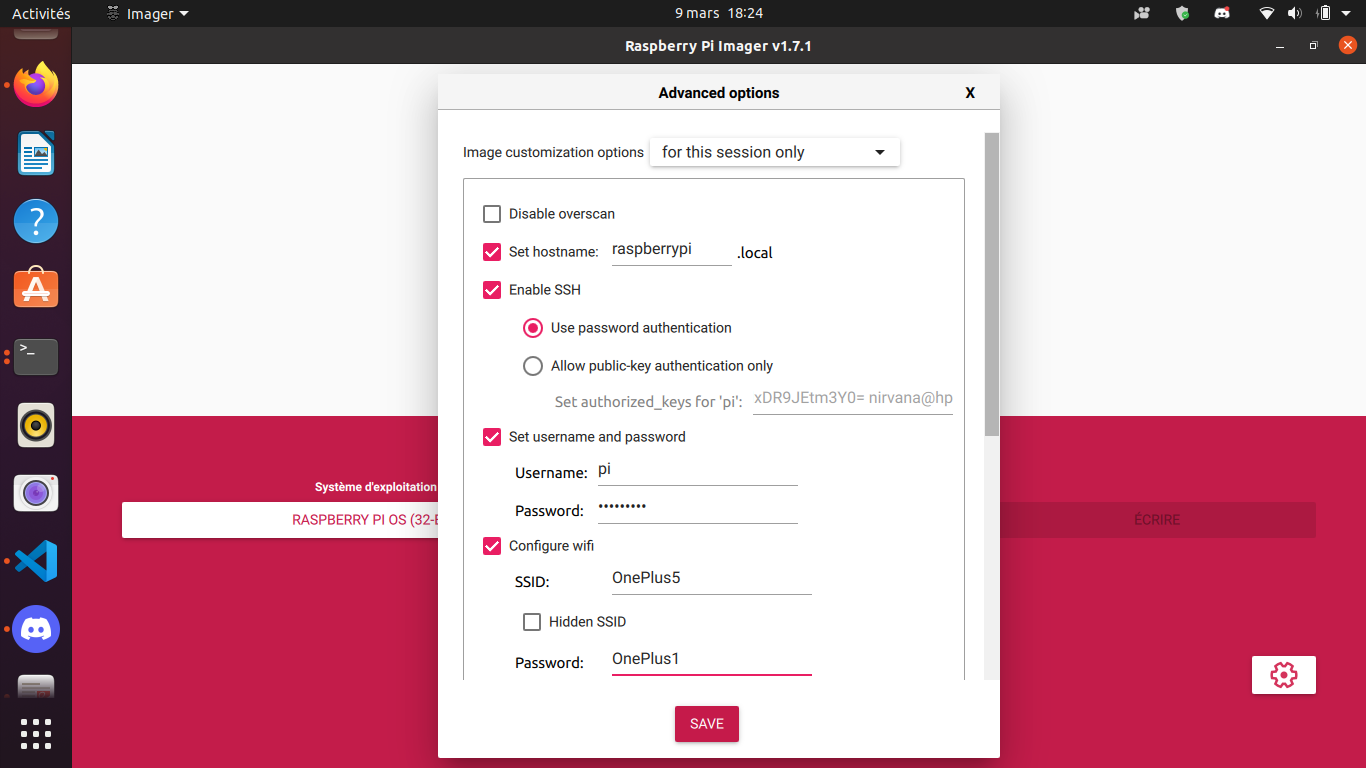 Activités Imager 9 mars 18:24
Raspberry Pi Imager v1.7.1
Advanced options X
Image customization options for this session only
Disable overscan
Set hostname: raspberrypi .local
Enable SSH
Use password authentication
Allow public-key authentication only
Set authorized_keys for 'pi': xDR9JEtm3Y0= nirvana@hp
Set username and password
Username: pi
Système d'exploitation
Password: •••••••••
RASPBERRY PI OS (32-B
ÉCRIRE
Configure wifi
SSID: OnePlus5
Hidden SSID
Password: OnePlus1
SAVE